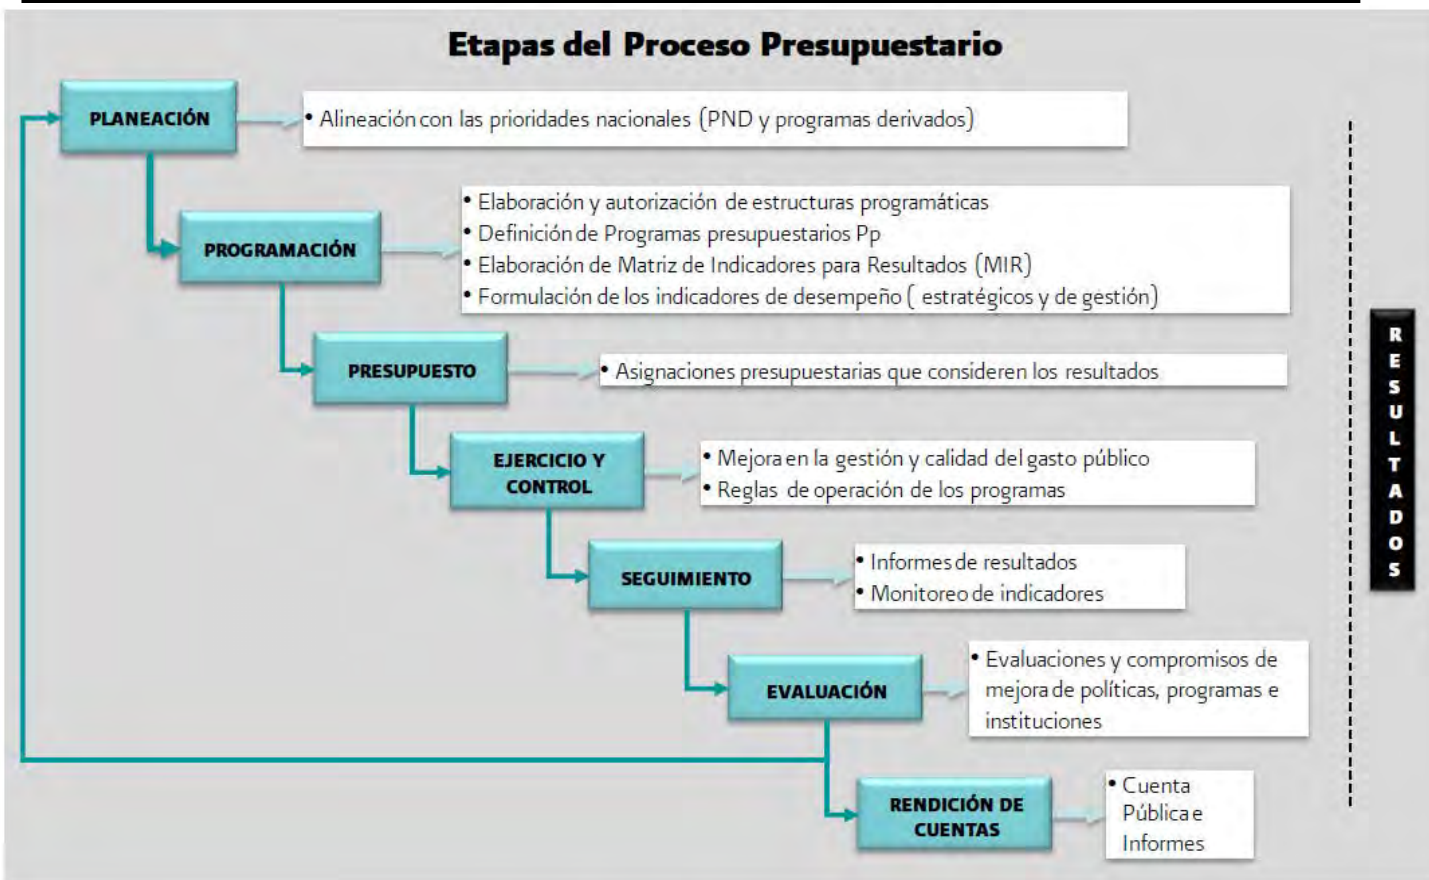 Etapas del Proceso Presupuestario
PLANEACIÓN
• Alineación con las prioridades nacionales (PND y programas derivados)
PROGRAMACIÓN
• Elaboración y autorización de estructuras programáticas
• Definición de Programas presupuestarios Pp
• Elaboración de Matriz de Indicadores para Resultados (MIR)
• Formulación de los indicadores de desempeño ( estratégicos y de gestión)
PRESUPUESTO
• Asignaciones presupuestarias que consideren los resultados
EJERCICIO Y
CONTROL
• Mejora en la gestión y calidad del gasto público
• Reglas de operación de los programas
SEGUIMIENTO
• Informes de resultados
• Monitoreo de indicadores
EVALUACIÓN
• Evaluaciones y compromisos de
mejora de políticas, programas e
instituciones
RENDICIÓN DE
CUENTAS
• Cuenta
Pública e
Informes
RESULTADOS